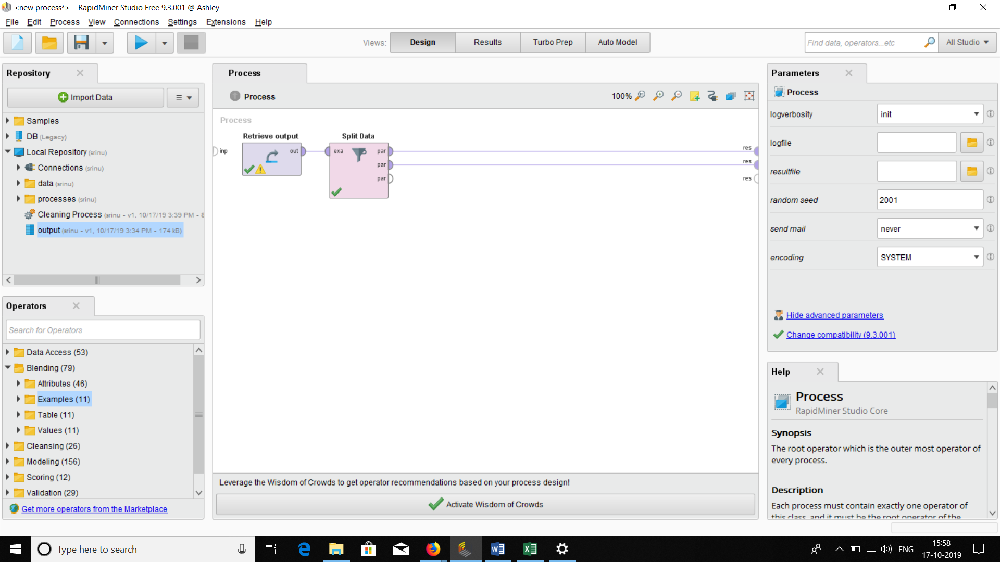 <new process*> – RapidMiner Studio Free 9.3.001 @ Ashley
File Edit Process View Connections Settings Extensions Help
Views: Design Results Turbo Prep Auto Model
Find data, operators...etc
All Studio
Repository
Import Data
Samples
DB (Legacy)
Local Repository (srinu)
Connections (srinu)
data (srinu)
processes (srinu)
Cleaning Process (srinu - v1, 10/17/19 3:39 PM - 8
output (srinu - v1, 10/17/19 3:34 PM - 174 kB)
Operators
Search for Operators
Data Access (53)
Blending (79)
Attributes (46)
Examples (11)
Table (11)
Values (11)
Cleansing (26)
Modeling (156)
Scoring (12)
Validation (29)
Get more operators from the Marketplace
Process
Process
100%
Process
Retrieve output
Split Data
inp
out
exa
par
par
par
res
res
res
Leverage the Wisdom of Crowds to get operator recommendations based on your process design!
Activate Wisdom of Crowds
Parameters
Process
logverbosity init
logfile
resultfile
random seed 2001
send mail never
encoding SYSTEM
Hide advanced parameters
Change compatibility (9.3.001)
Help
Process
RapidMiner Studio Core
Synopsis
The root operator which is the outer most operator of
every process.
Description
Each process must contain exactly one operator of
this class, and it must be the root operator of the
Type here to search
ENG
15:58
17-10-2019